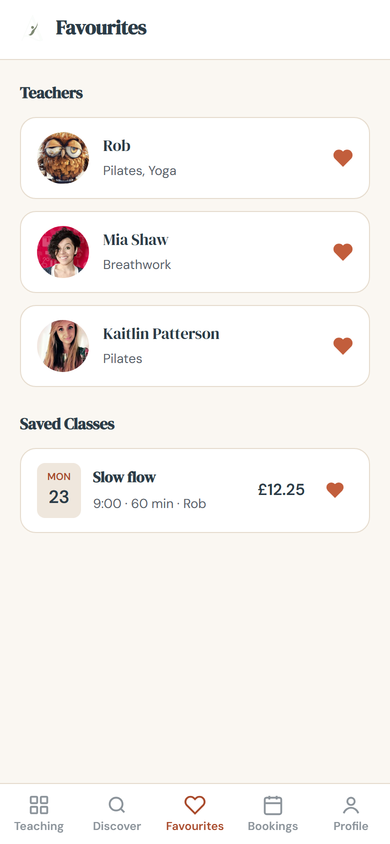 Favourites
Teachers
Rob
Pilates, Yoga
Mia Shaw
Breathwork
Kaitlin Patterson
Pilates
Saved Classes
MON
23
Slow flow
9:00 · 60 min · Rob
£12.25
Teaching
Discover
Favourites
Bookings
Profile